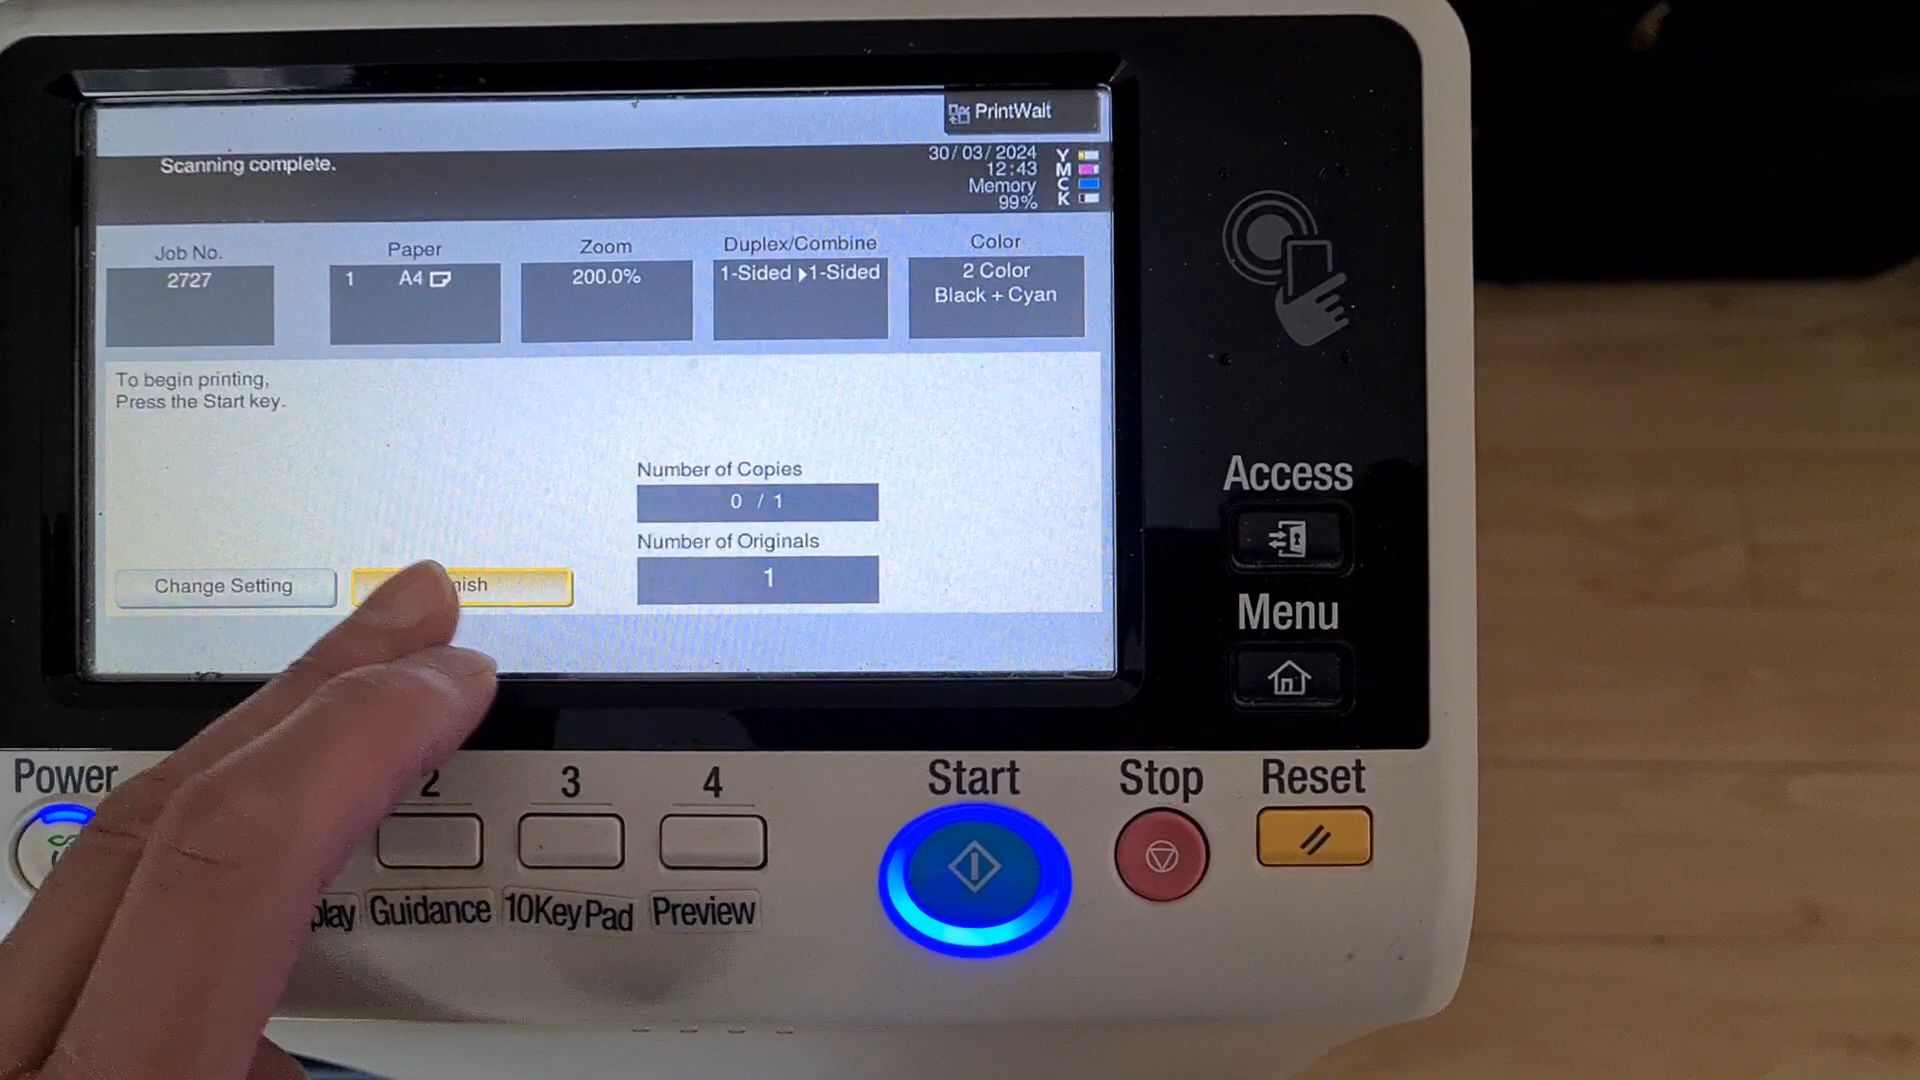 PrintWait
Scanning complete.
30/03/2024
12:43
Memory
99%
Y
M
C
K
Job No.
2727
Paper
1 A4
Zoom
200.0%
Duplex/Combine
1-Sided ▶1-Sided
Color
2 Color
Black + Cyan
To begin printing,
Press the Start key.
Number of Copies
0 / 1
Number of Originals
1
Change Setting
nish
Access
Menu
Power
2
3
4
Start
Stop
Reset
play
Guidance
10KeyPad
Preview